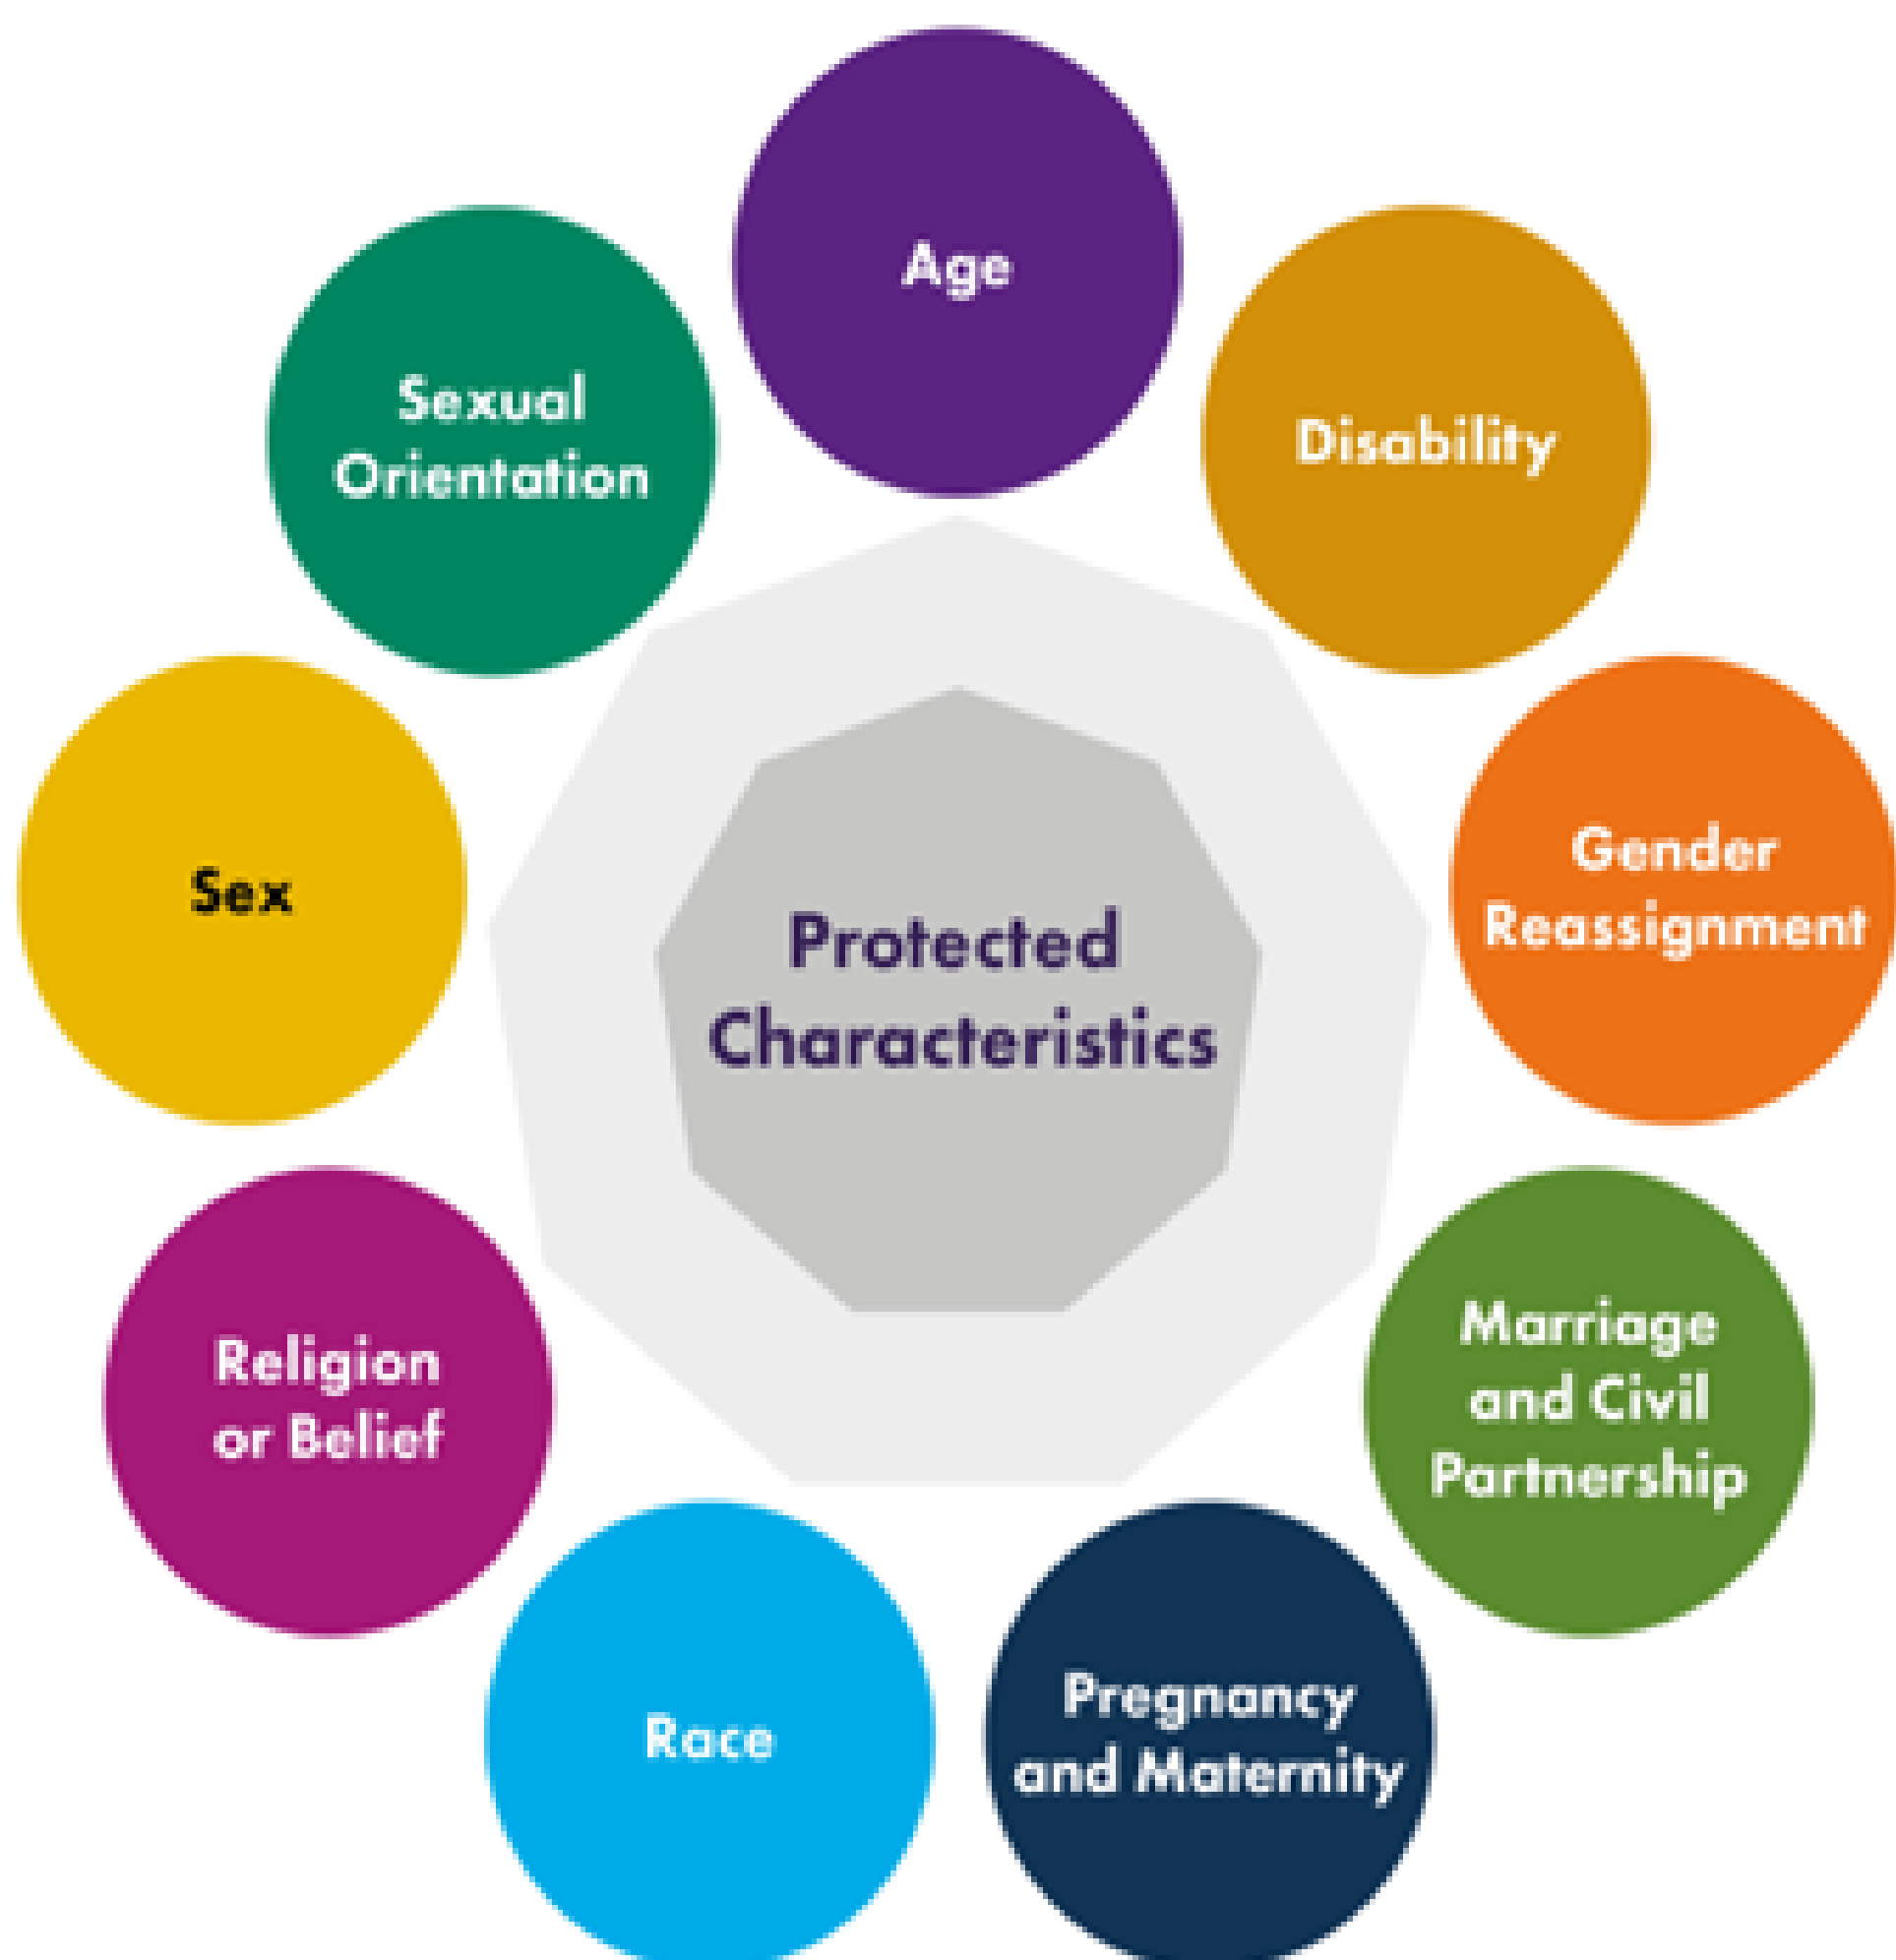 Age
Disability
Gender
Reassignment
Marriage
and Civil
Partnership
Pregnancy
and Maternity
Race
Religion
or Belief
Sex
Sexual
Orientation
Protected
Characteristics